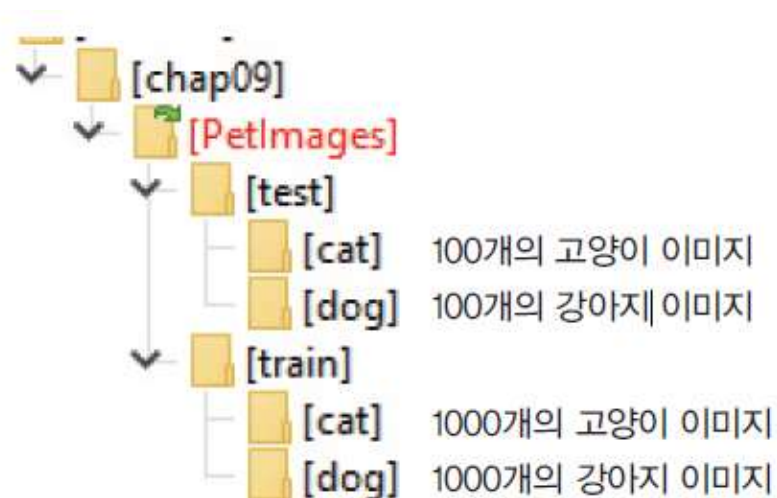 [chap09]
[PetImages]
[test]
[cat] 100개의 고양이 이미지
[dog] 100개의 강아지 이미지
[train]
[cat] 1000개의 고양이 이미지
[dog] 1000개의 강아지 이미지